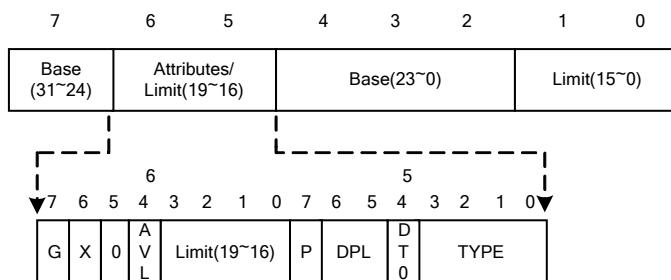 7 6 5 4 3 2 1 0
Base (31~24) Attributes/ Limit(19~16) Base(23~0) Limit(15~0)
6 5
7 6 5 4 3 2 1 0 7 6 5 4 3 2 1 0
G X 0 AVL Limit(19~16) P DPL DT0 TYPE